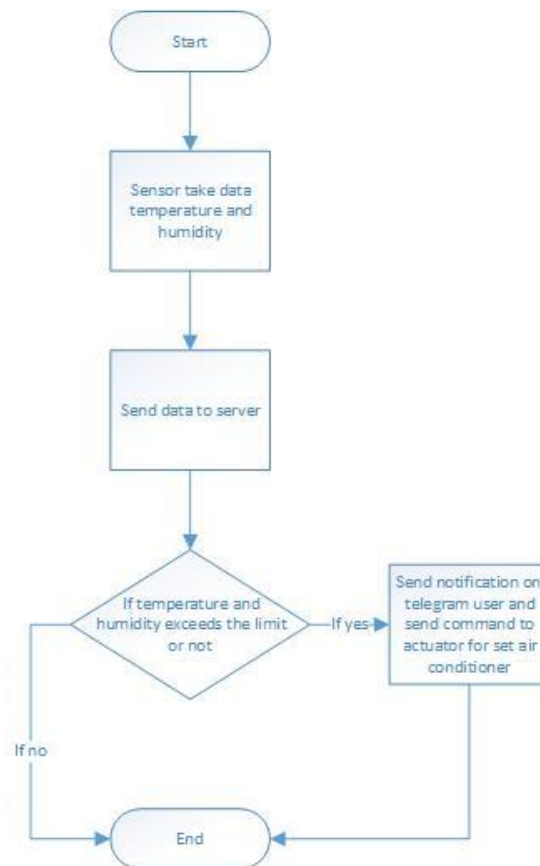 Start
Sensor take data
temperature and
humidity
Send data to server
If temperature and
humidity exceeds the limit
or not
If yes
Send notification on
telegram user and
send command to
actuator for set air
conditioner
If no
End